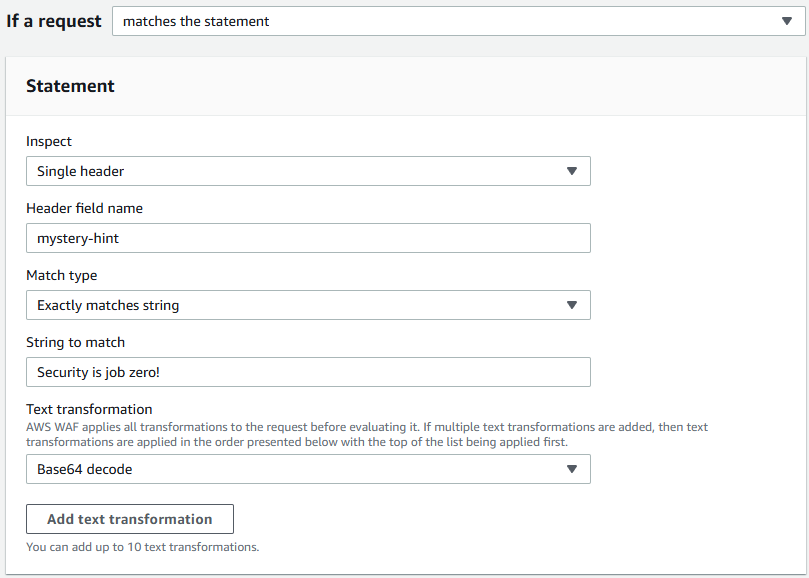 If a request matches the statement
Statement
Inspect
Single header
Header field name
mystery-hint
Match type
Exactly matches string
String to match
Security is job zero!
Text transformation
AWS WAF applies all transformations to the request before evaluating it. If multiple text transformations are added, then text
transformations are applied in the order presented below with the top of the list being applied first.
Base64 decode
Add text transformation
You can add up to 10 text transformations.